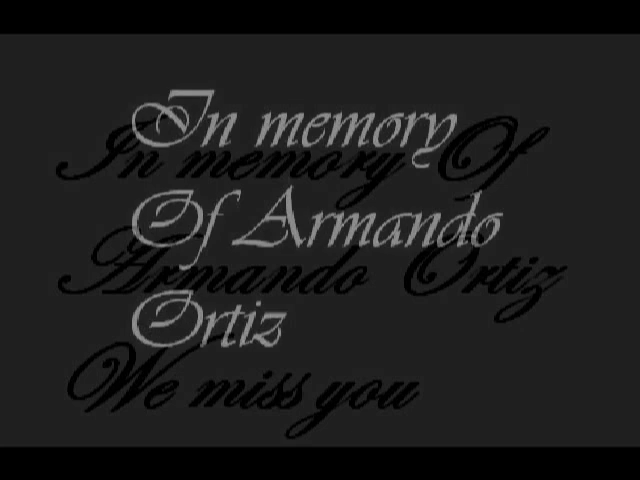 In memory
Of Armando
Ortiz
In memory Of
Armando Ortiz
We miss you